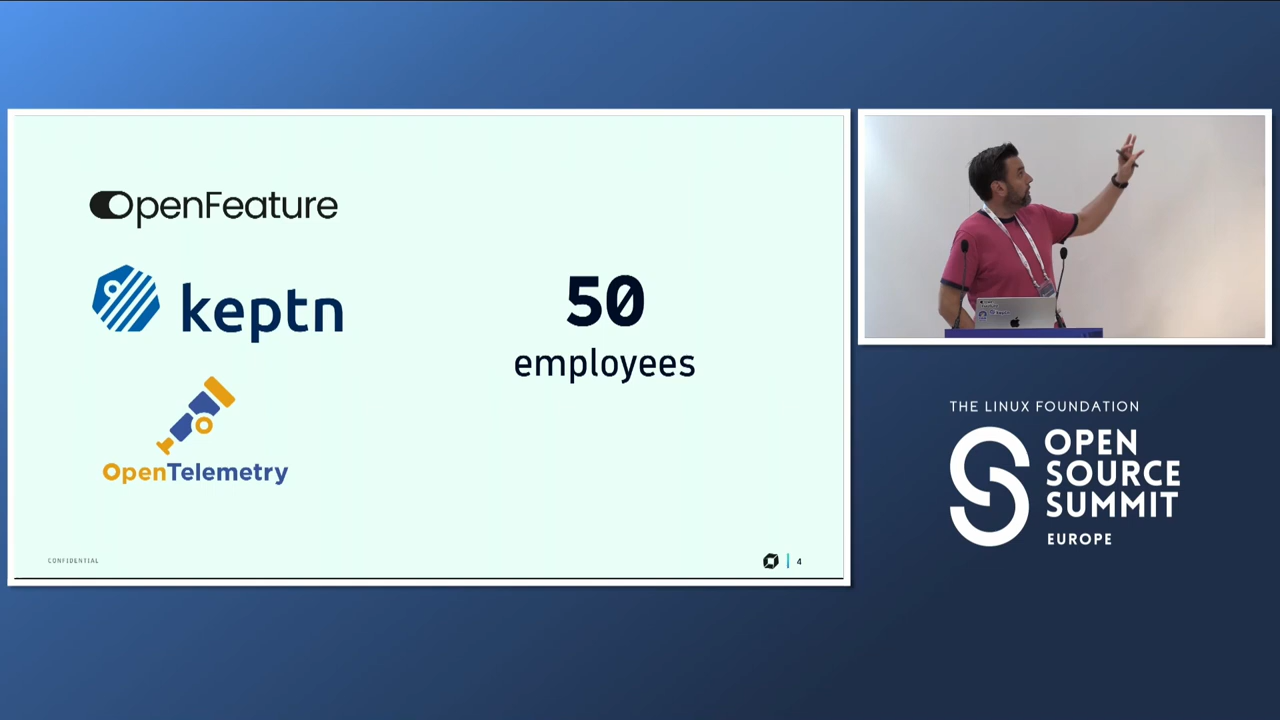 OpenFeature
keptn
OpenTelemetry
50
employees
CONFIDENTIAL
4
THE LINUX FOUNDATION
OPEN
SOURCE
SUMMIT
EUROPE